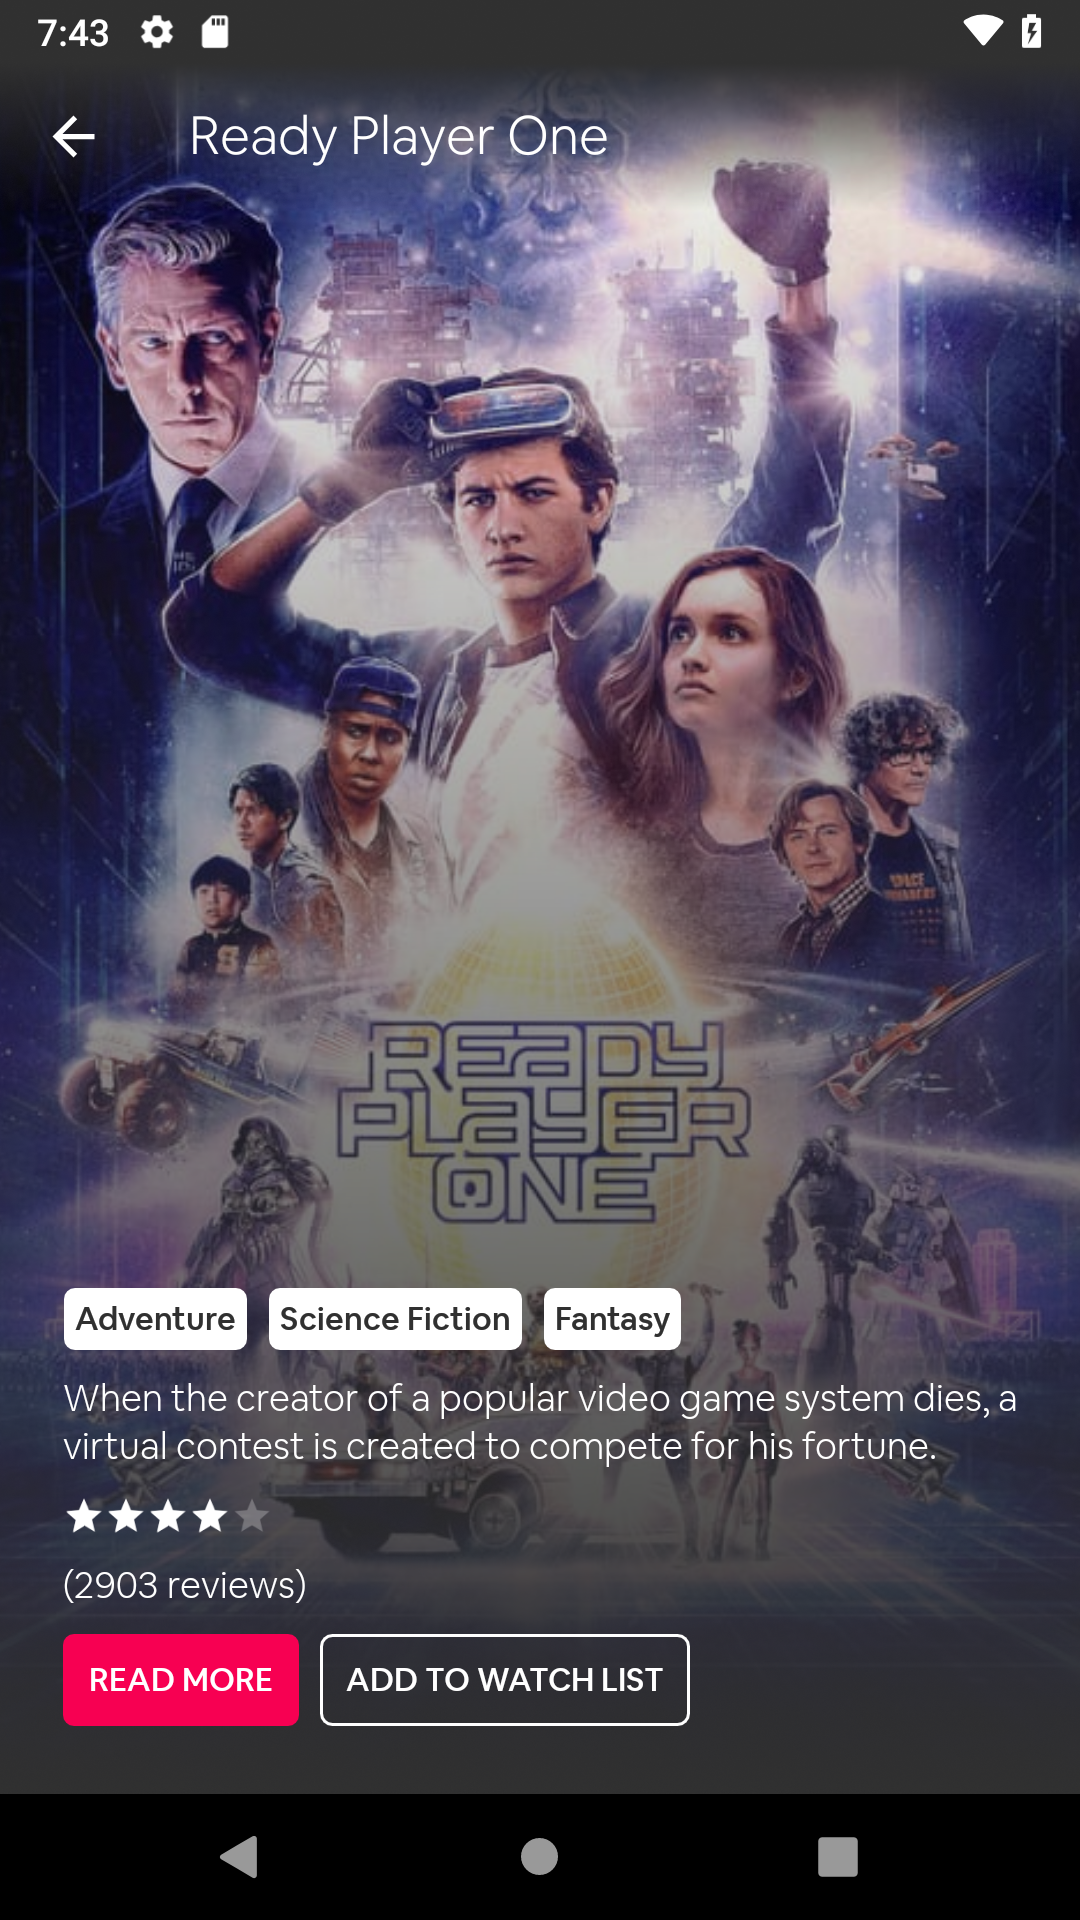 7:43
Ready Player One
SPACE
INVADERS
READY
PLAYER
ONE
Adventure Science Fiction Fantasy
When the creator of a popular video game system dies, a
virtual contest is created to compete for his fortune.
(2903 reviews)
READ MORE ADD TO WATCH LIST